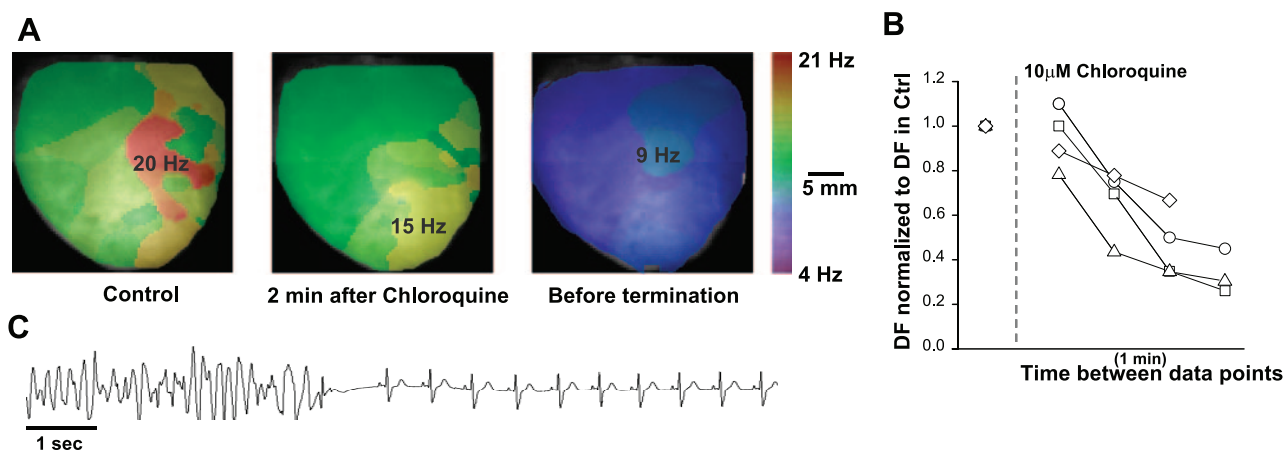 A
20 Hz
Control
15 Hz
2 min after Chloroquine
9 Hz
Before termination
21 Hz
5 mm
4 Hz
B
10μM Chloroquine
DF normalized to DF in Ctrl
1.2
1.0
0.8
0.6
0.4
0.2
0.0
(1 min)
Time between data points
C
1 sec